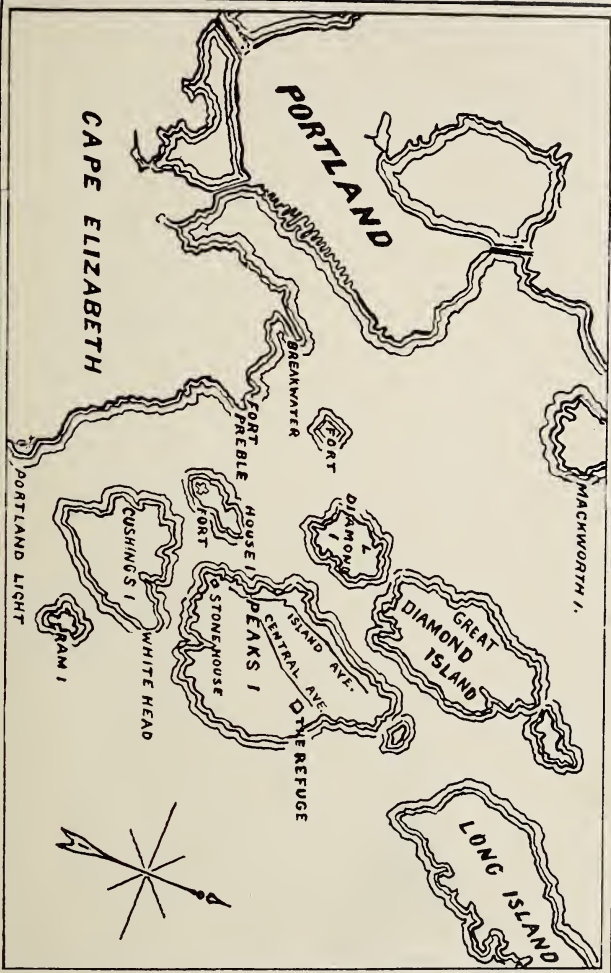 PORTLAND
CAPE ELIZABETH
MACKWORTH I.
BREAKWATER
FORT
PREBLE
FORT
HOUSE I
FORT
L
DIAMOND
I
GREAT
DIAMOND
ISLAND
CUSHINGS I
WHITE HEAD
PORTLAND LIGHT
RAM I
PEAKS I
ISLAND AVE.
CENTRAL AVE.
STONE HOUSE
THE REFUGE
LONG ISLAND